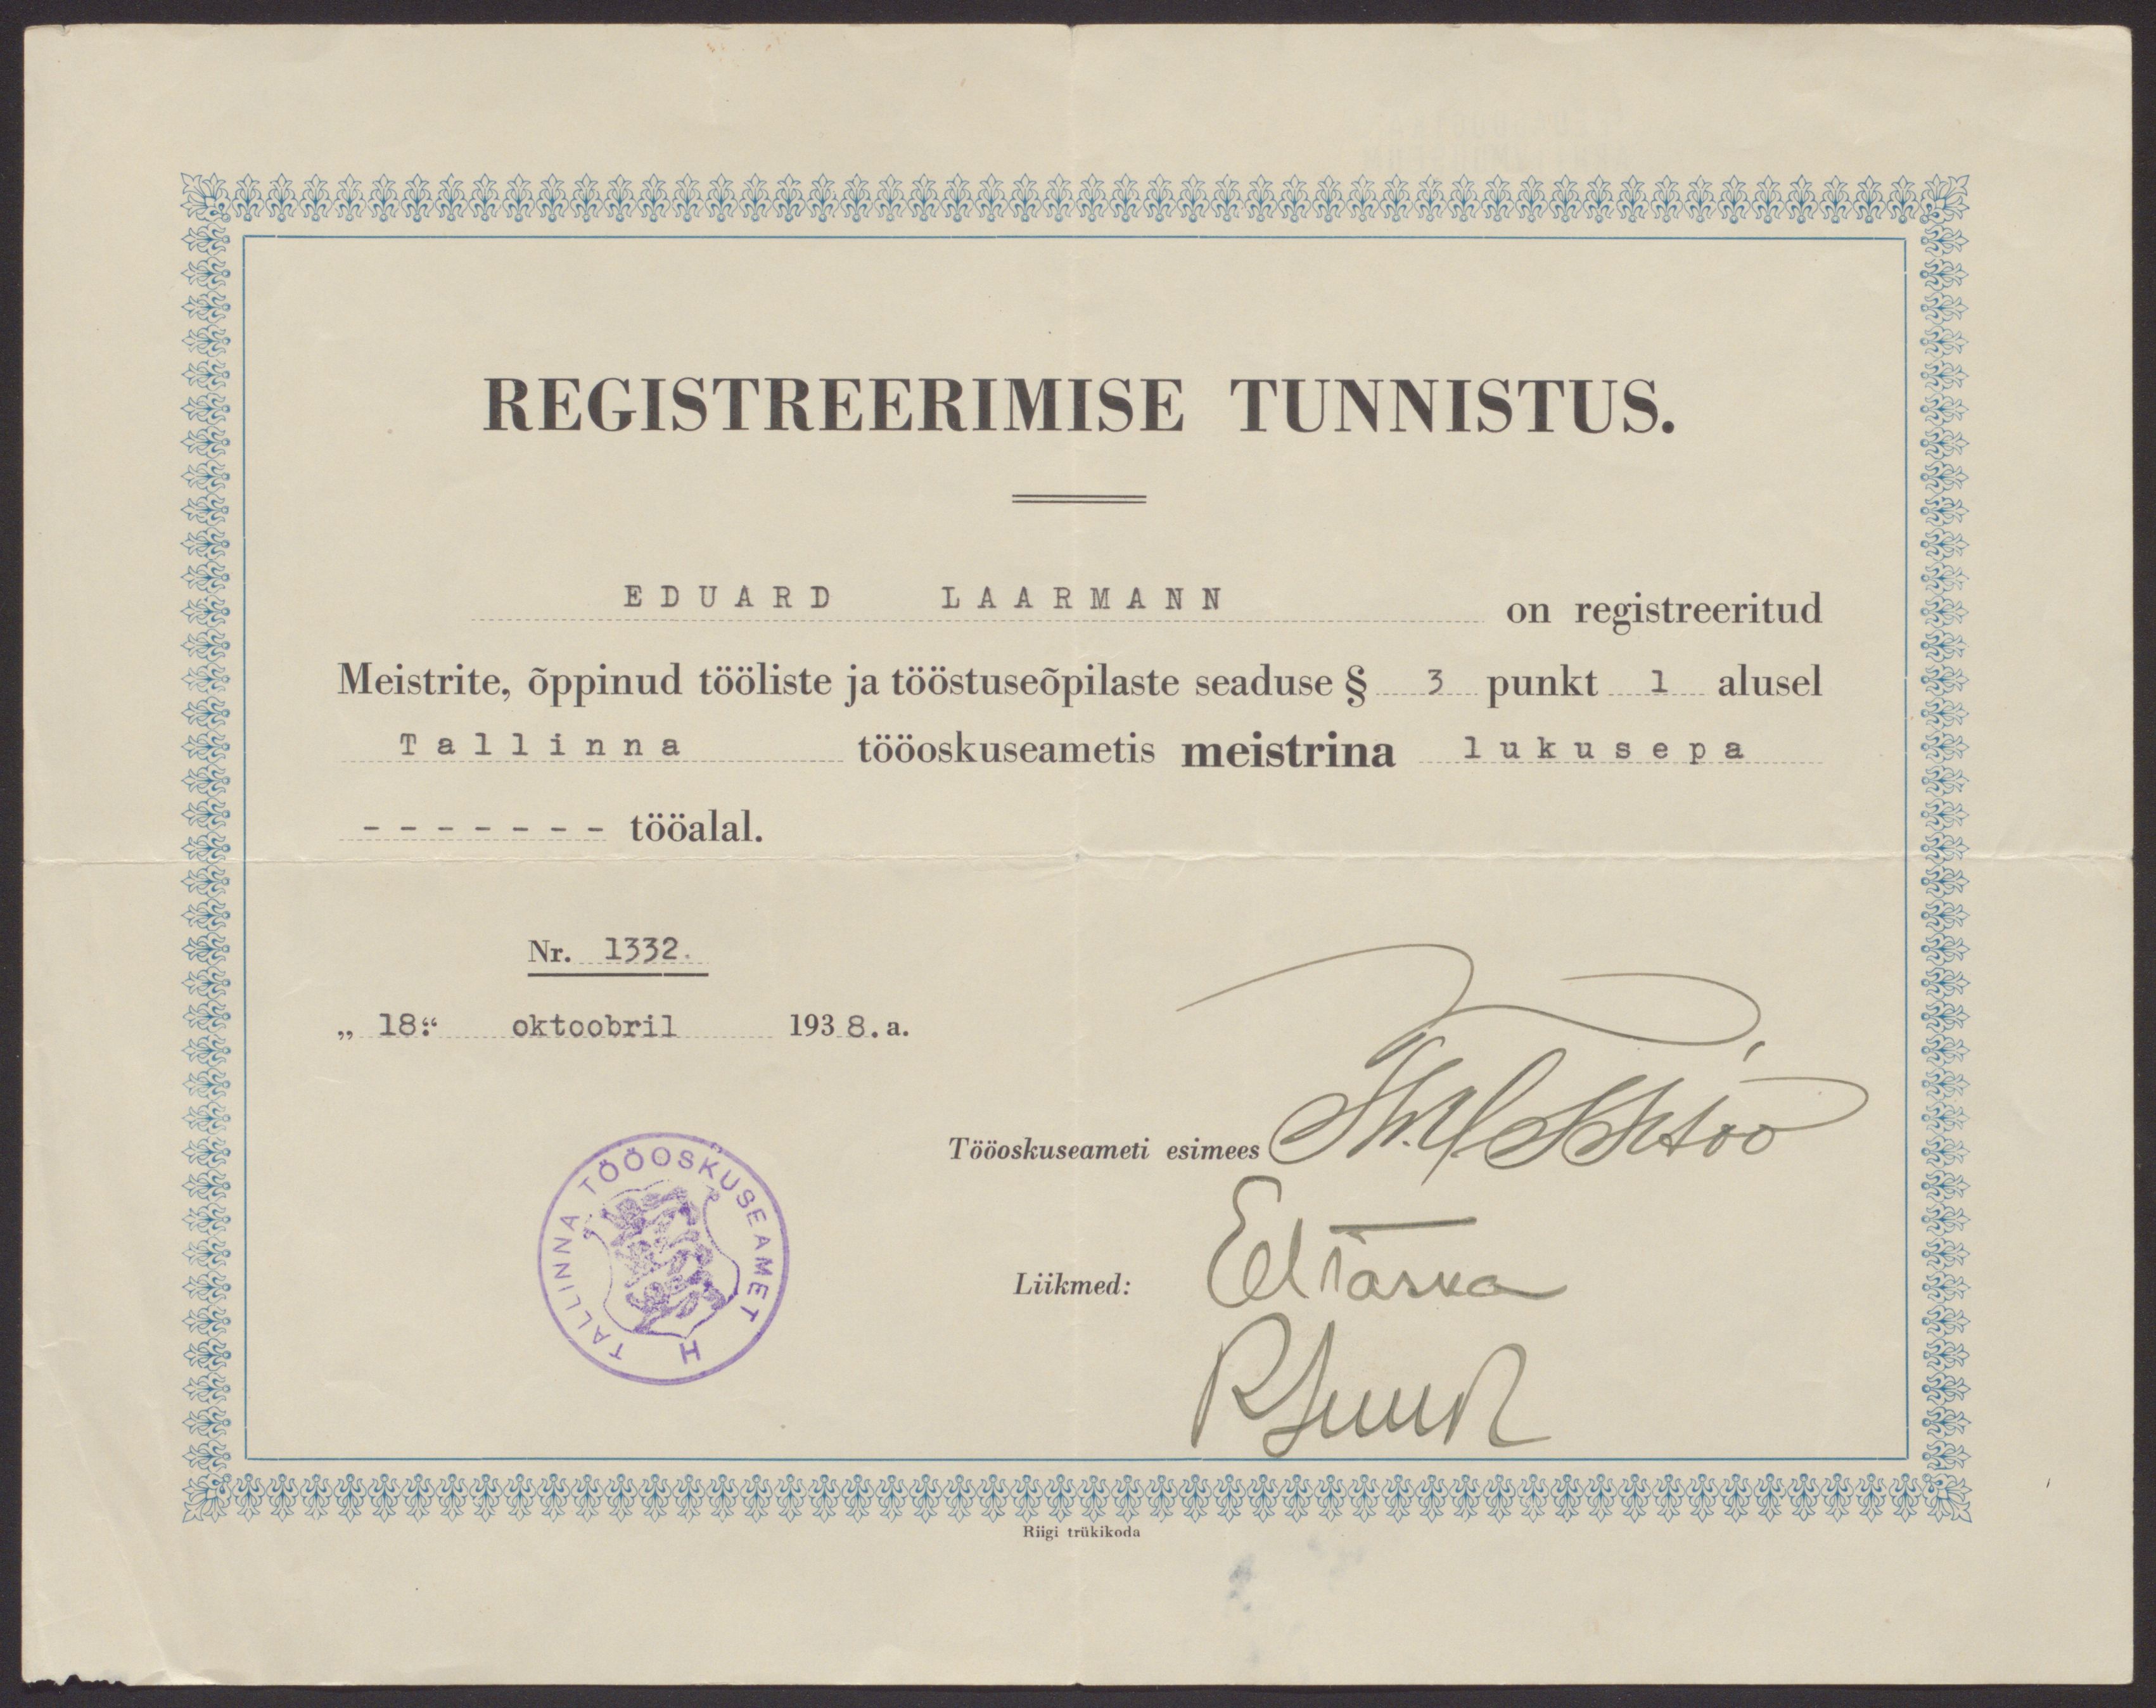 REGISTREERIMISE TUNNISTUS.
EDUARD LAARMANN on registreeritud
Meistrite, õppinud tööliste ja tööstuseõpilaste seaduse § 3 punkt 1 alusel
Tallinna tööoskuseametis meistrina lukusepa
- - - - - - - tööalal.
Nr. 1332.
„ 18.“ oktoobril 1938. a.
Tööoskuseameti esimees
TALLINNA TÖÖOSKUSEAMET
H
Liikmed:
Riigi trükikoda